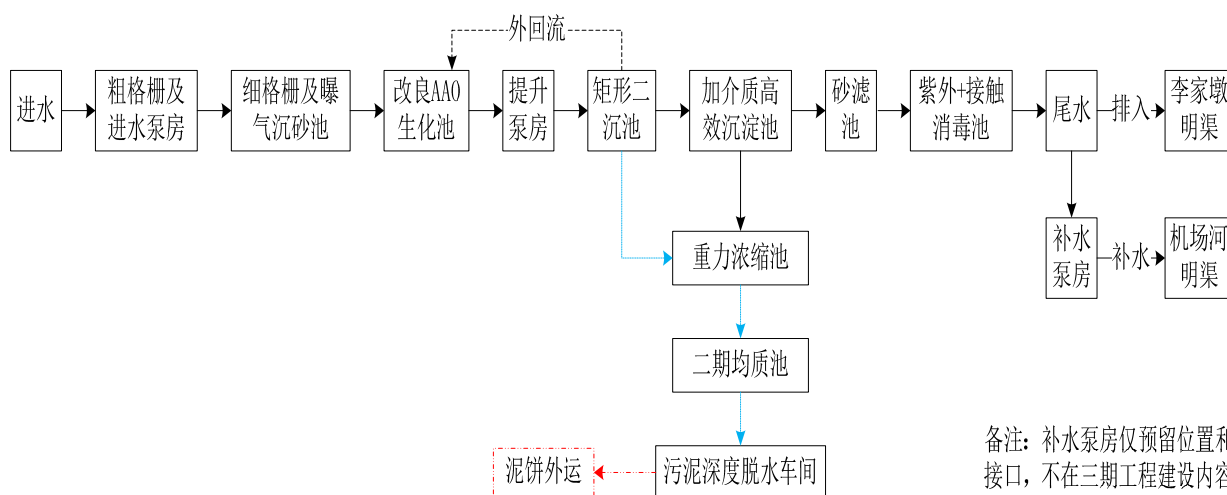 外回流
进水
粗格栅及
进水泵房
细格栅及曝
气沉砂池
改良AAO
生化池
提升
泵房
矩形二
沉池
加介质高
效沉淀池
砂滤
池
紫外+接触
消毒池
尾水
排入
李家墩
明渠
重力浓缩池
补水
泵房
补水
机场河
明渠
二期均质池
泥饼外运
污泥深度脱水车间
备注：补水泵房仅预留位置和
接口，不在三期工程建设内容